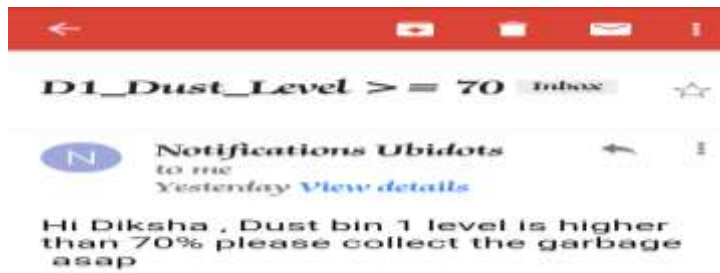 D1_Dust_Level >= 70 Inbox
N
Notifications Ubidots
to me
Yesterday View details
Hi Diksha , Dust bin 1 level is higher
than 70% please collect the garbage
asap